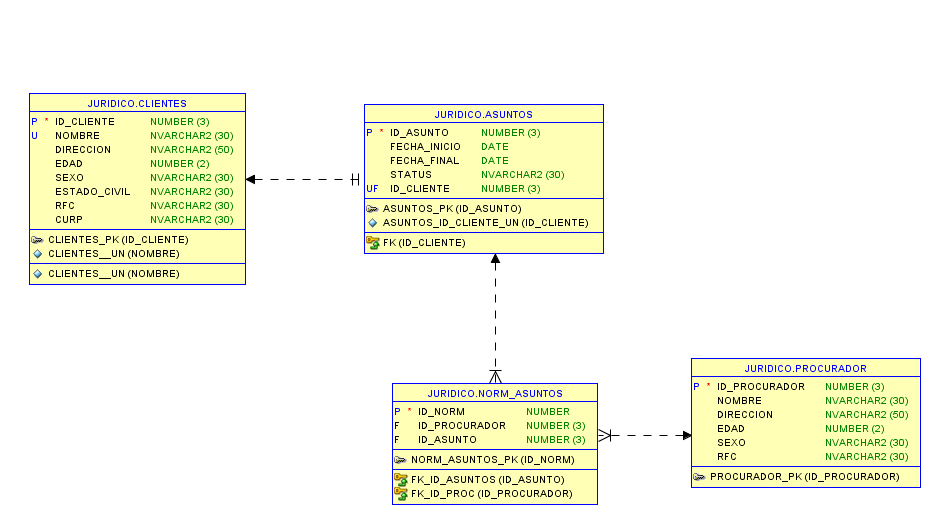 JURIDICO.CLIENTES
P * ID_CLIENTE NUMBER (3)
U NOMBRE NVARCHAR2 (30)
DIRECCION NVARCHAR2 (50)
EDAD NUMBER (2)
SEXO NVARCHAR2 (30)
ESTADO_CIVIL NVARCHAR2 (30)
RFC NVARCHAR2 (30)
CURP NVARCHAR2 (30)
CLIENTES_PK (ID_CLIENTE)
CLIENTES__UN (NOMBRE)
CLIENTES__UN (NOMBRE)
JURIDICO.ASUNTOS
P * ID_ASUNTO NUMBER (3)
FECHA_INICIO DATE
FECHA_FINAL DATE
STATUS NVARCHAR2 (30)
UF ID_CLIENTE NUMBER (3)
ASUNTOS_PK (ID_ASUNTO)
ASUNTOS_ID_CLIENTE_UN (ID_CLIENTE)
FK (ID_CLIENTE)
JURIDICO.NORM_ASUNTOS
P * ID_NORM NUMBER
F ID_PROCURADOR NUMBER (3)
F ID_ASUNTO NUMBER (3)
NORM_ASUNTOS_PK (ID_NORM)
FK_ID_ASUNTOS (ID_ASUNTO)
FK_ID_PROC (ID_PROCURADOR)
JURIDICO.PROCURADOR
P * ID_PROCURADOR NUMBER (3)
NOMBRE NVARCHAR2 (30)
DIRECCION NVARCHAR2 (50)
EDAD NUMBER (2)
SEXO NVARCHAR2 (30)
RFC NVARCHAR2 (30)
PROCURADOR_PK (ID_PROCURADOR)